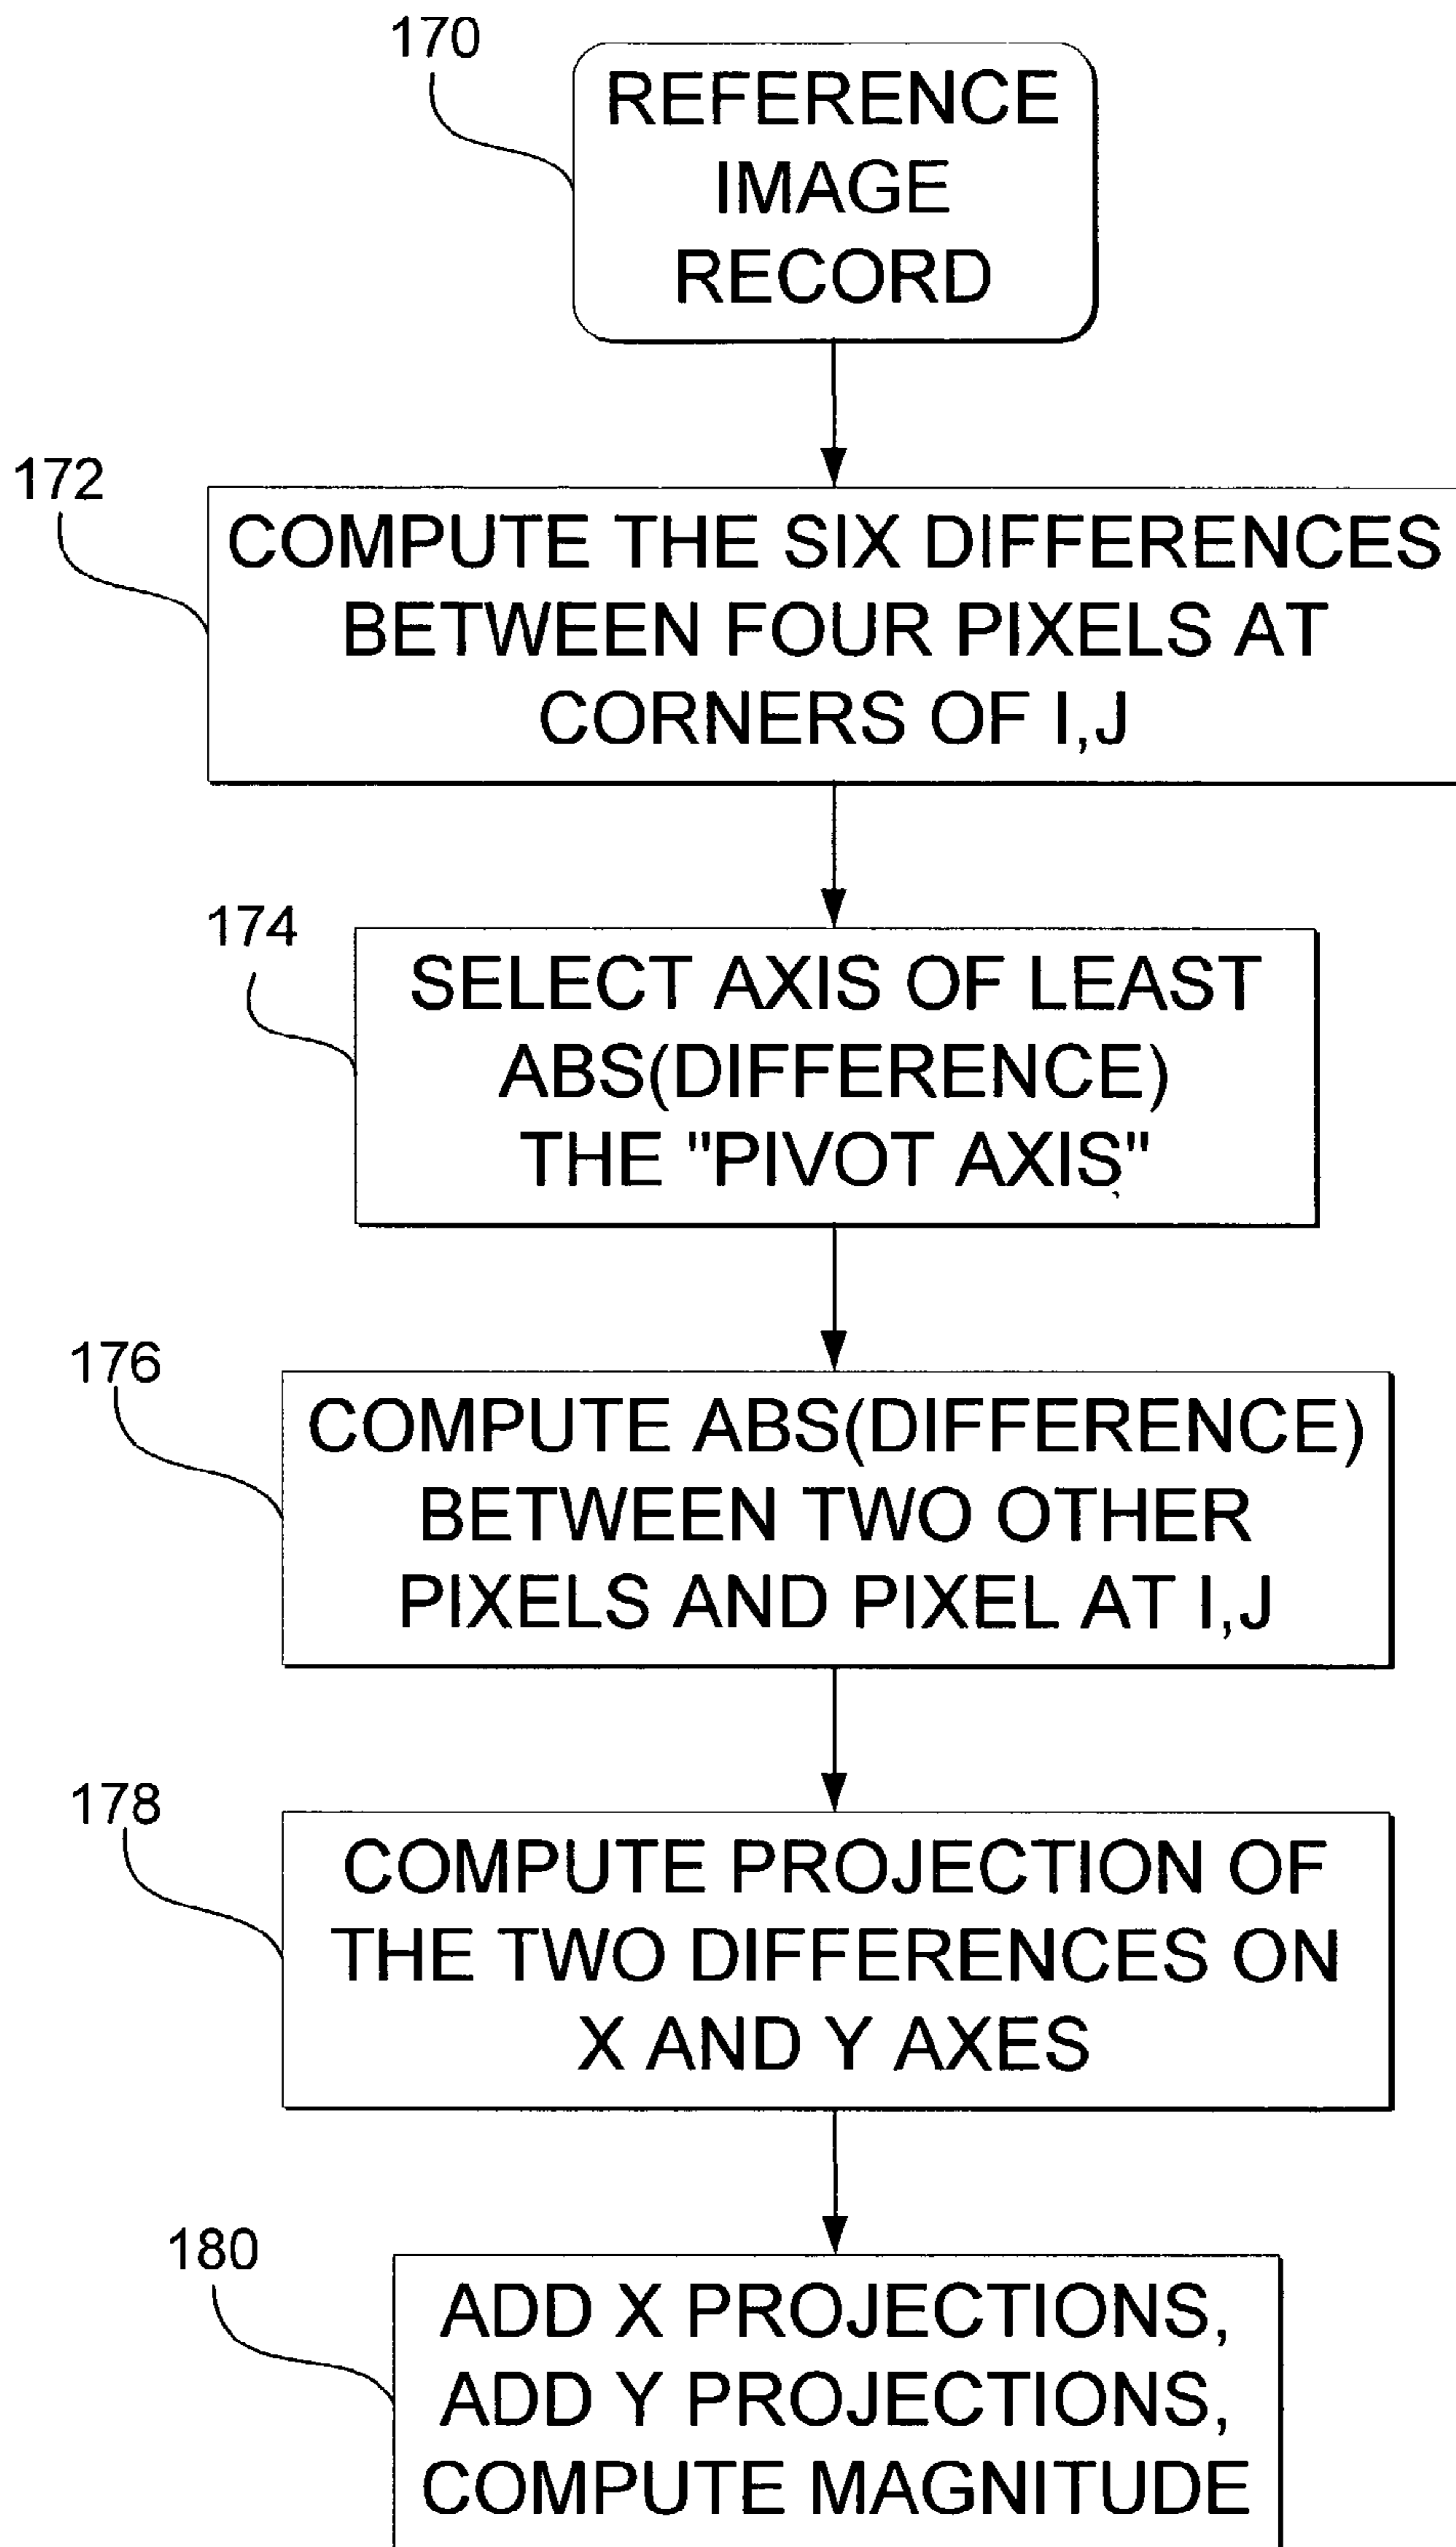 170
REFERENCE
IMAGE
RECORD
172
COMPUTE THE SIX DIFFERENCES
BETWEEN FOUR PIXELS AT
CORNERS OF I,J
174
SELECT AXIS OF LEAST
ABS(DIFFERENCE)
THE "PIVOT AXIS"
176
COMPUTE ABS(DIFFERENCE)
BETWEEN TWO OTHER
PIXELS AND PIXEL AT I,J
178
COMPUTE PROJECTION OF
THE TWO DIFFERENCES ON
X AND Y AXES
180
ADD X PROJECTIONS,
ADD Y PROJECTIONS,
COMPUTE MAGNITUDE